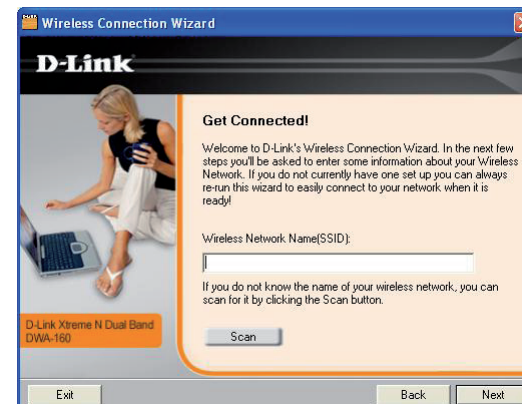 Wireless Connection Wizard
D-Link
Get Connected!
Welcome to D-Link's Wireless Connection Wizard. In the next few
steps you'll be asked to enter some information about your Wireless
Network. If you do not currently have one set up you can always
re-run this wizard to easily connect to your network when it is
ready!
Wireless Network Name(SSID):
If you do not know the name of your wireless network, you can
scan for it by clicking the Scan button.
D-Link Xtreme N Dual Band
DWA-160
Scan
Exit
Back
Next